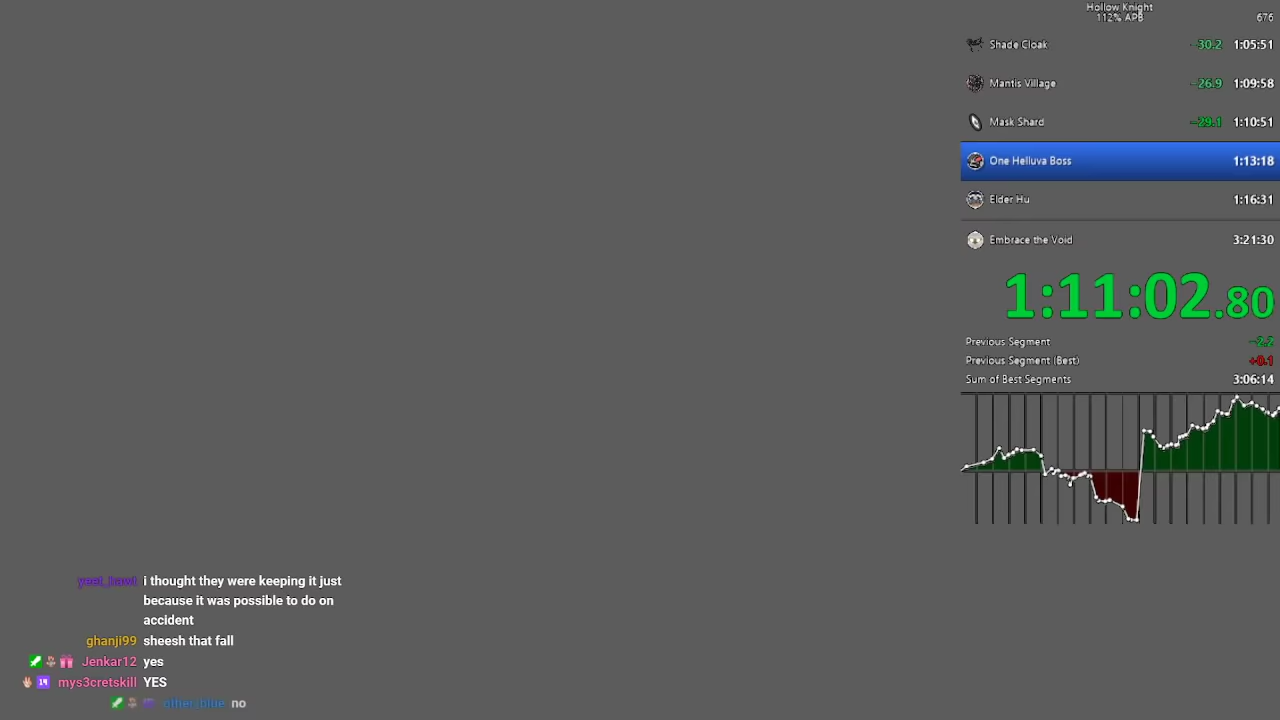 Hollow Knight
112% APB
676
Shade Cloak -30.2 1:05:51
Mantis Village -26.9 1:09:58
Mask Shard -29.1 1:10:51
One Helluva Boss 1:13:18
Elder Hu 1:16:31
Embrace the Void 3:21:30
1:11:02.80
Previous Segment -2.2
Previous Segment (Best) +0.1
Sum of Best Segments 3:06:14
i thought they were keeping it just
because it was possible to do on
accident
ghanji99 sheesh that fall
Jenkar12 yes
14 mys3cretskill YES
other_blue no